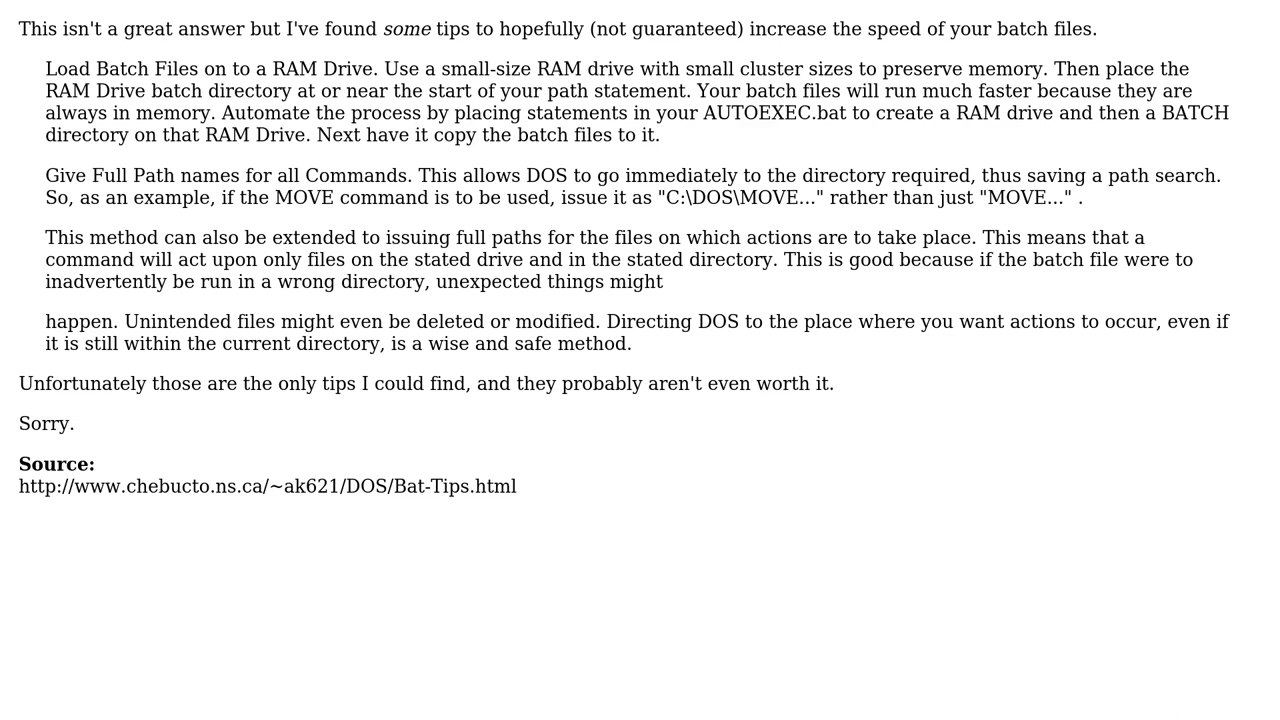 This isn't a great answer but I've found some tips to hopefully (not guaranteed) increase the speed of your batch files.
Load Batch Files on to a RAM Drive. Use a small-size RAM drive with small cluster sizes to preserve memory. Then place the
RAM Drive batch directory at or near the start of your path statement. Your batch files will run much faster because they are
always in memory. Automate the process by placing statements in your AUTOEXEC.bat to create a RAM drive and then a BATCH
directory on that RAM Drive. Next have it copy the batch files to it.
Give Full Path names for all Commands. This allows DOS to go immediately to the directory required, thus saving a path search.
So, as an example, if the MOVE command is to be used, issue it as "C:\DOS\MOVE..." rather than just "MOVE..." .
This method can also be extended to issuing full paths for the files on which actions are to take place. This means that a
command will act upon only files on the stated drive and in the stated directory. This is good because if the batch file were to
inadvertently be run in a wrong directory, unexpected things might
happen. Unintended files might even be deleted or modified. Directing DOS to the place where you want actions to occur, even if
it is still within the current directory, is a wise and safe method.
Unfortunately those are the only tips I could find, and they probably aren't even worth it.
Sorry.
Source:
http://www.chebucto.ns.ca/~ak621/DOS/Bat-Tips.html